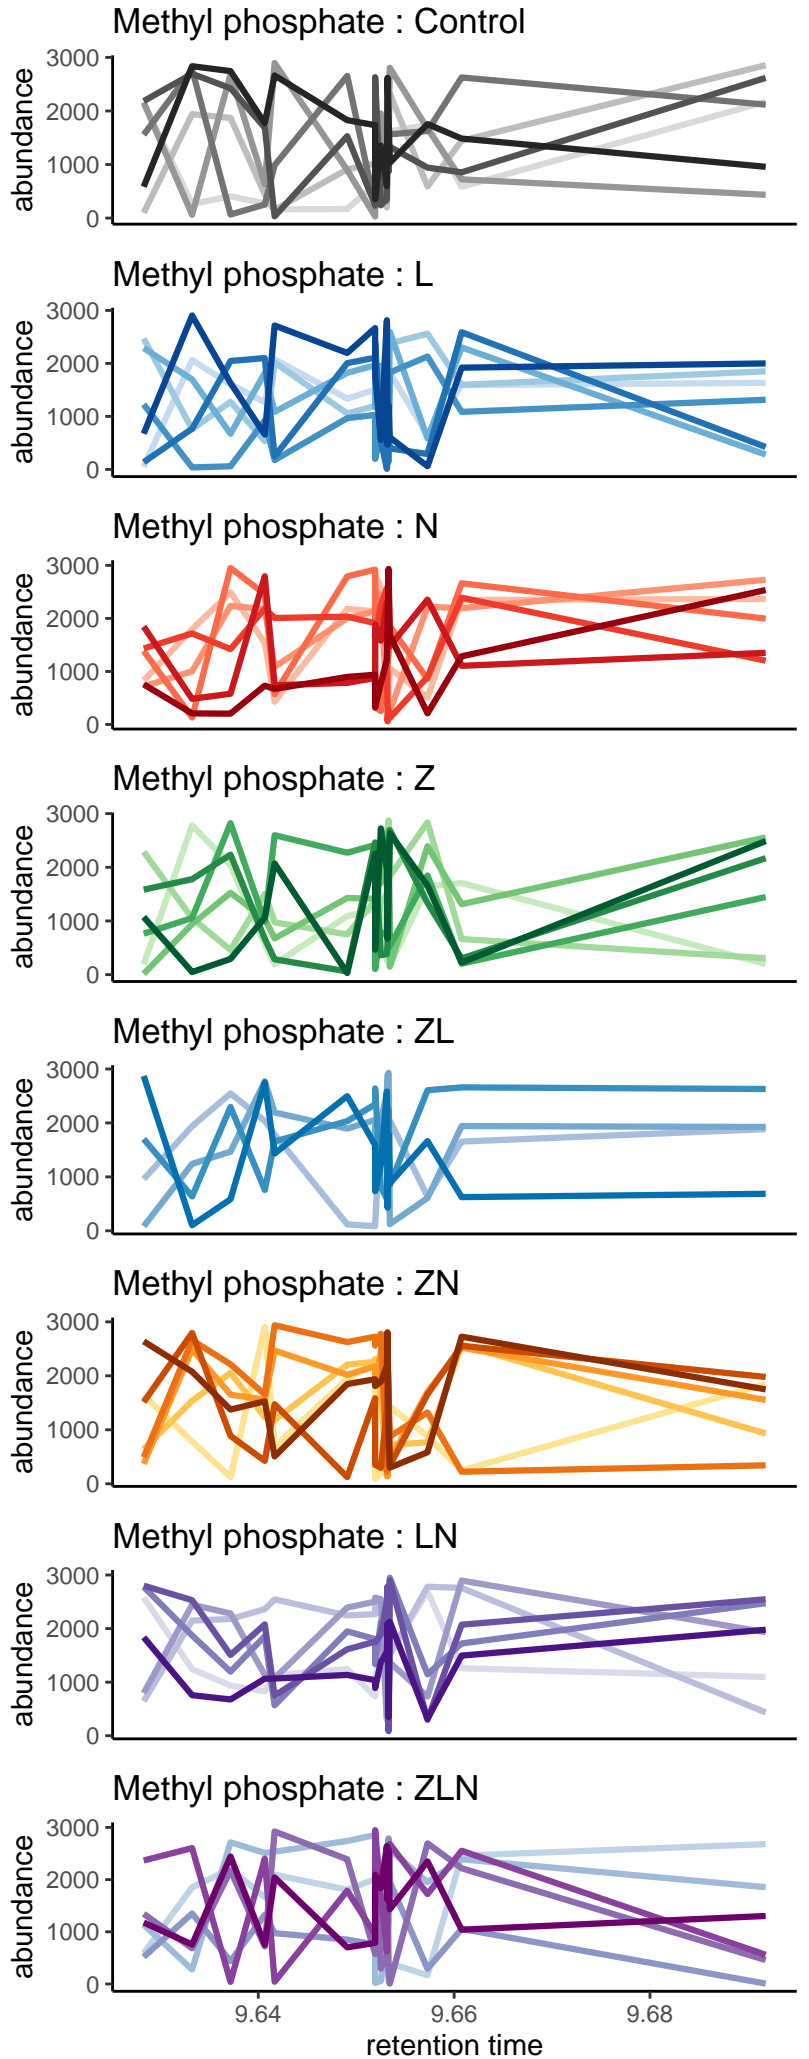 Methyl phosphate : Control
3000
2000
1000
0
abundance
Methyl phosphate : L
3000
2000
1000
0
abundance
Methyl phosphate : N
3000
2000
1000
0
abundance
Methyl phosphate : Z
3000
2000
1000
0
abundance
Methyl phosphate : ZL
3000
2000
1000
0
abundance
Methyl phosphate : ZN
3000
2000
1000
0
abundance
Methyl phosphate : LN
3000
2000
1000
0
abundance
Methyl phosphate : ZLN
3000
2000
1000
0
abundance
9.64 9.66 9.68
retention time